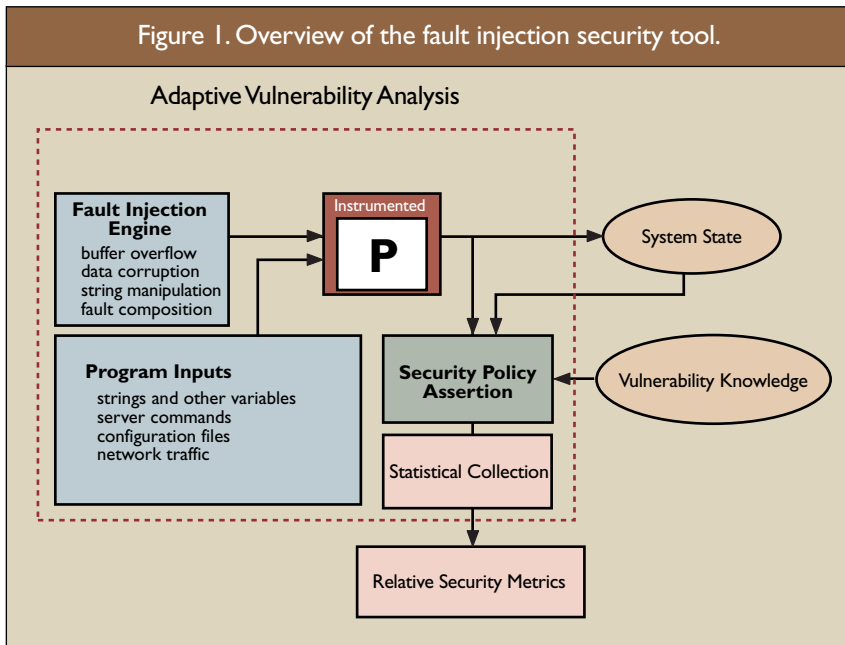 Figure 1. Overview of the fault injection security tool.
Adaptive Vulnerability Analysis
Fault Injection
Engine
buffer overflow
data corruption
string manipulation
fault composition
Instrumented
P
System State
Program Inputs
strings and other variables
server commands
configuration files
network traffic
Security Policy
Assertion
Vulnerability Knowledge
Statistical Collection
Relative Security Metrics